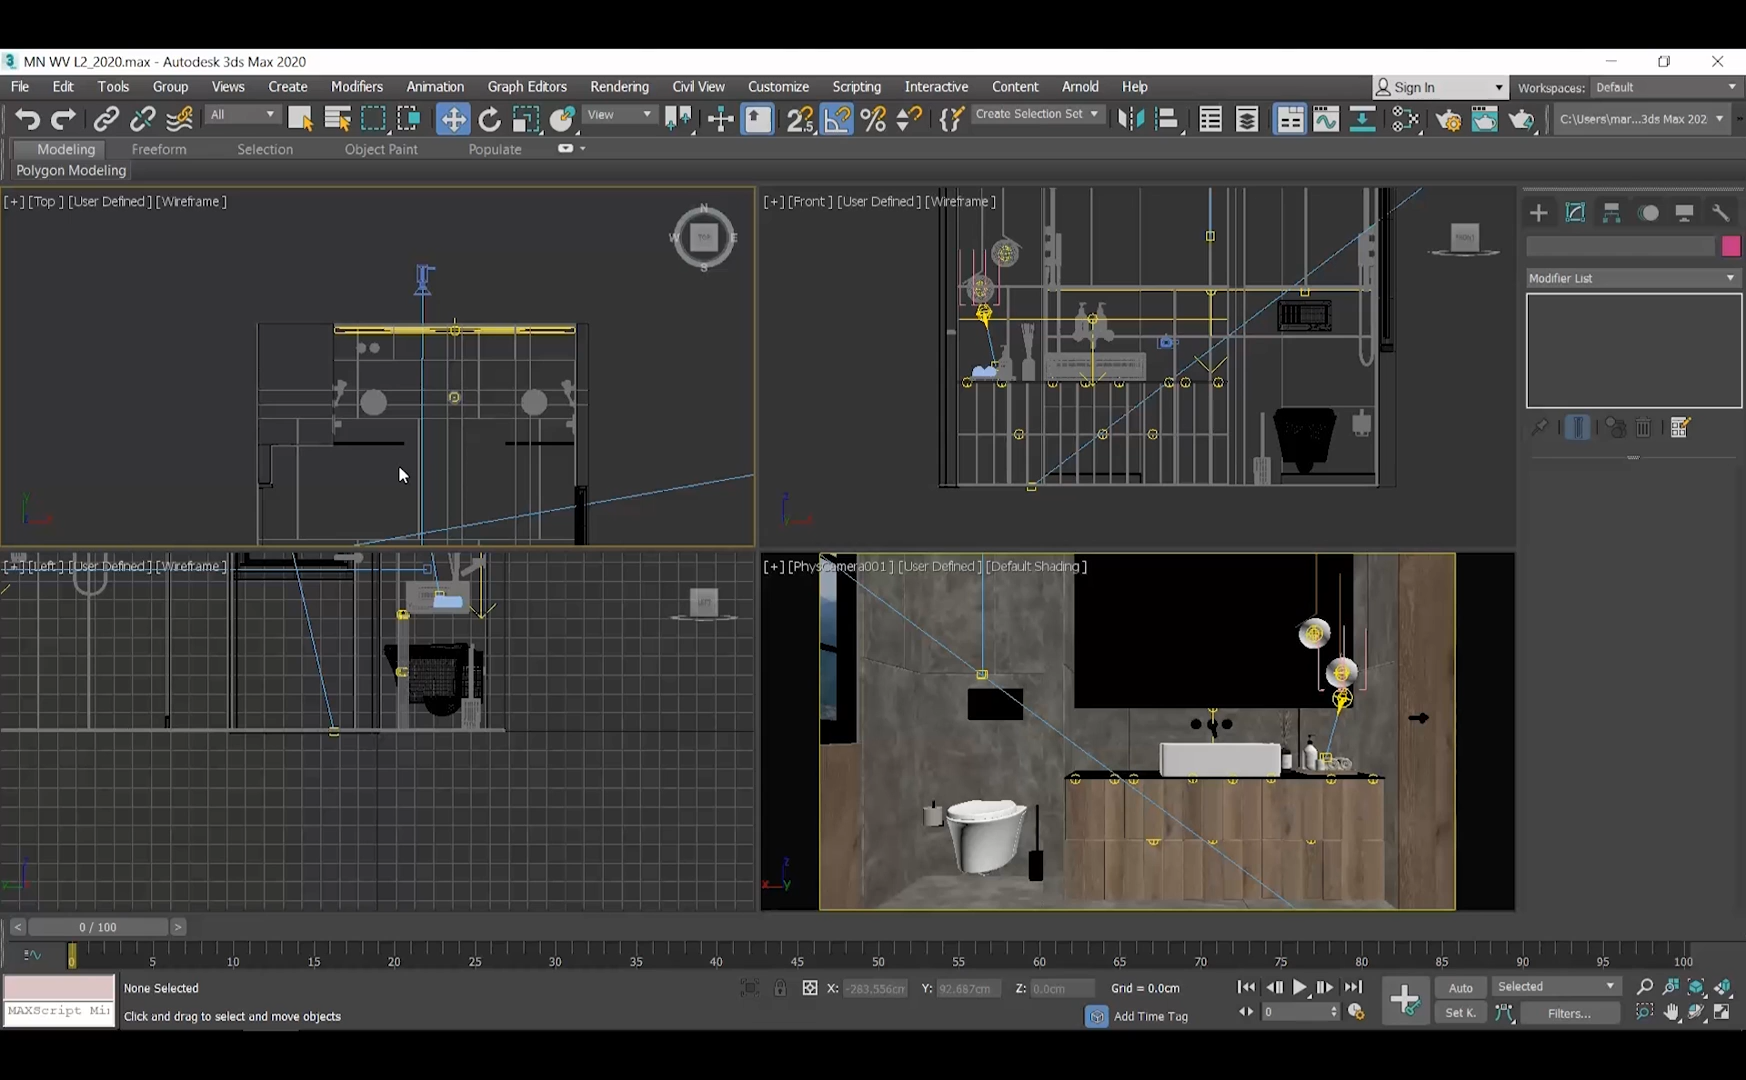 MN WV L2_2020.max - Autodesk 3ds Max 2020
File Edit Tools Group Views Create Modifiers Animation Graph Editors Rendering Civil View Customize Scripting Interactive Content Arnold Help Sign In Workspaces: Default
All View Create Selection Set C:\Users\mar...3ds Max 202
Modeling Freeform Selection Object Paint Populate
Polygon Modeling
[+] [Top ] [User Defined ] [Wireframe ]
[+] [Front ] [User Defined ] [Wireframe ]
N
W TOP E
S
FRONT
Modifier List
[+] [Left ] [User Defined ] [Wireframe ]
[+] [PhysCamera001 ] [User Defined ] [Default Shading ]
LEFT
< 0 / 100 >
0 5 10 15 20 25 30 35 40 45 50 55 60 65 70 75 80 85 90 95 100
None Selected X: -283,556cm Y: 92,687cm Z: 0,0cm Grid = 0.0cm Auto Selected
MAXScript Mi: Click and drag to select and move objects Add Time Tag 0 Set K. Filters...